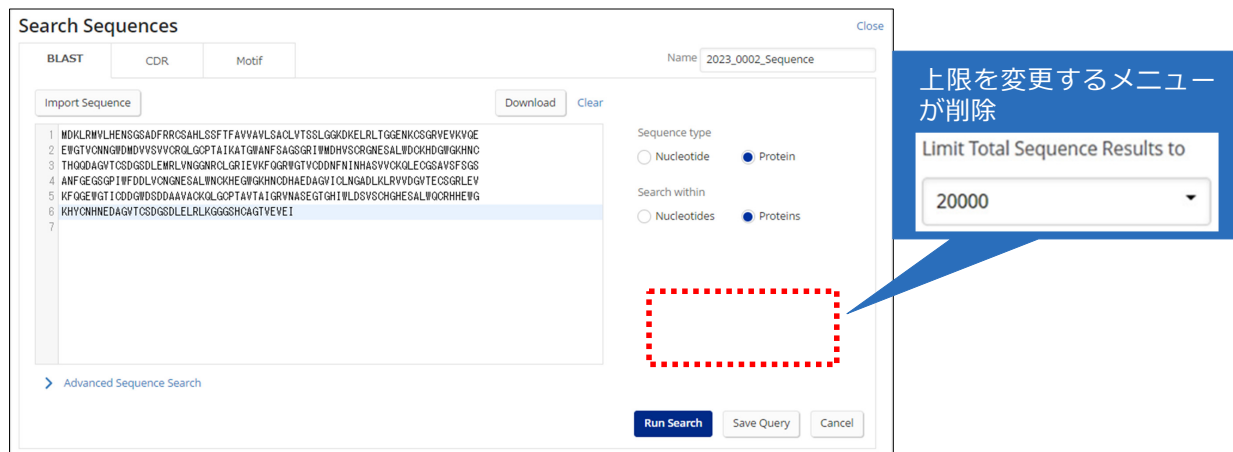 Search Sequences
Close
BLAST
CDR
Motif
Name 2023_0002_Sequence
Import Sequence
Download
Clear
1 MDKLRMVLHENSGSADFRRCSAHLSSFTFAVVAVLSACLVTSSLGGKDKELRLTGGENKCSGRVEVKVQE
2 EWGTVCNNGWDMDVVSVVCRQLGCPTAIKATGWANFSAGSGRIWMDHVSCRGNESALWDCKHDGWGKHNC
3 THQQDAGVTCSDGSDLEMRLVNGGNRCLGRIEVKFQGRWGTVCDDNFNINHASVVCKQLECGSAVSFSGS
4 ANFGEGSGPIWFDDLVCNGNESALWNCKHEGWGKHNCDHAEDAGVICLNGADLKLRVVDGVTECSGRLEV
5 KFQGEWGTICDDGWDSDDAAVACKQLGCPTAVTAIGRVNASEGTGHIWLDSVSCHGHESALWQCRHHEWG
6 KHYCNHNEDAGVTCSDGSDLELRLKGGGSHCAGTVEVEI
7
Sequence type
Nucleotide
Protein
Search within
Nucleotides
Proteins
Advanced Sequence Search
Run Search
Save Query
Cancel
上限を変更するメニュー
が削除
Limit Total Sequence Results to
20000